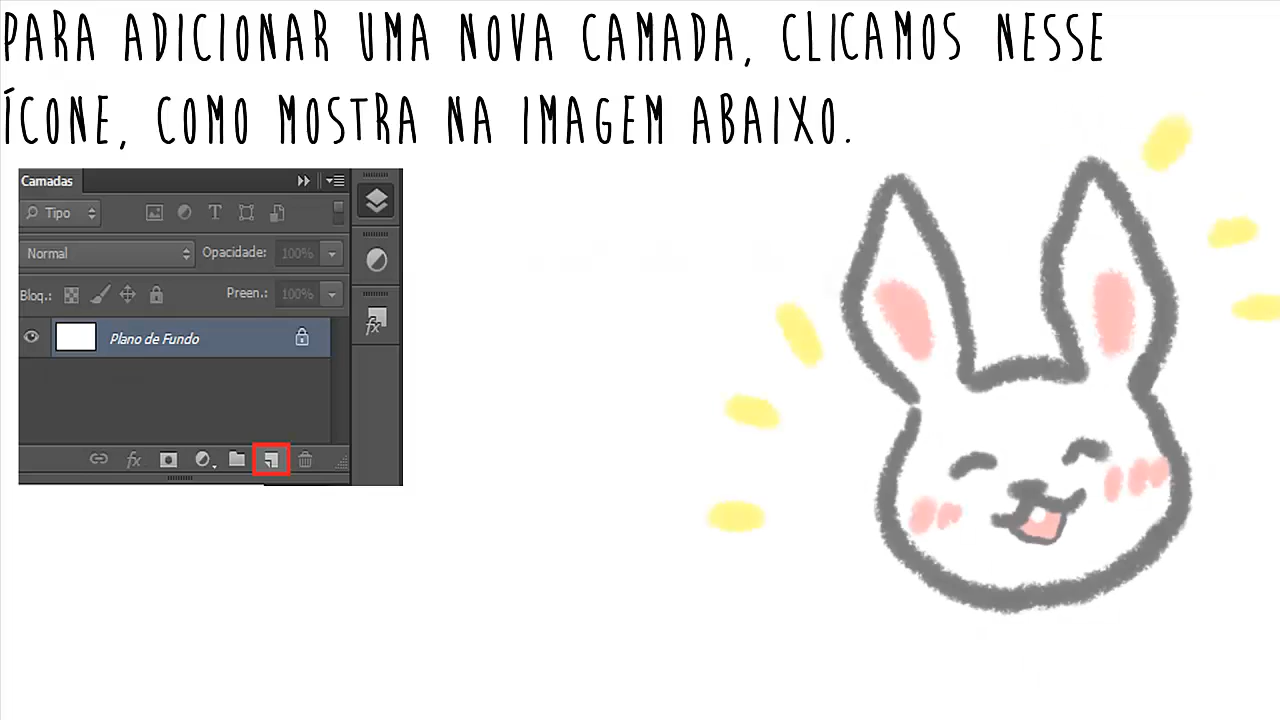 PARA ADICIONAR UMA NOVA CAMADA, CLICAMOS NESSE
ÍCONE, COMO MOSTRA NA IMAGEM ABAIXO.
Camadas
Tipo
Normal Opacidade: 100%
Bloq.: Preen.: 100%
Plano de Fundo
fx
fx